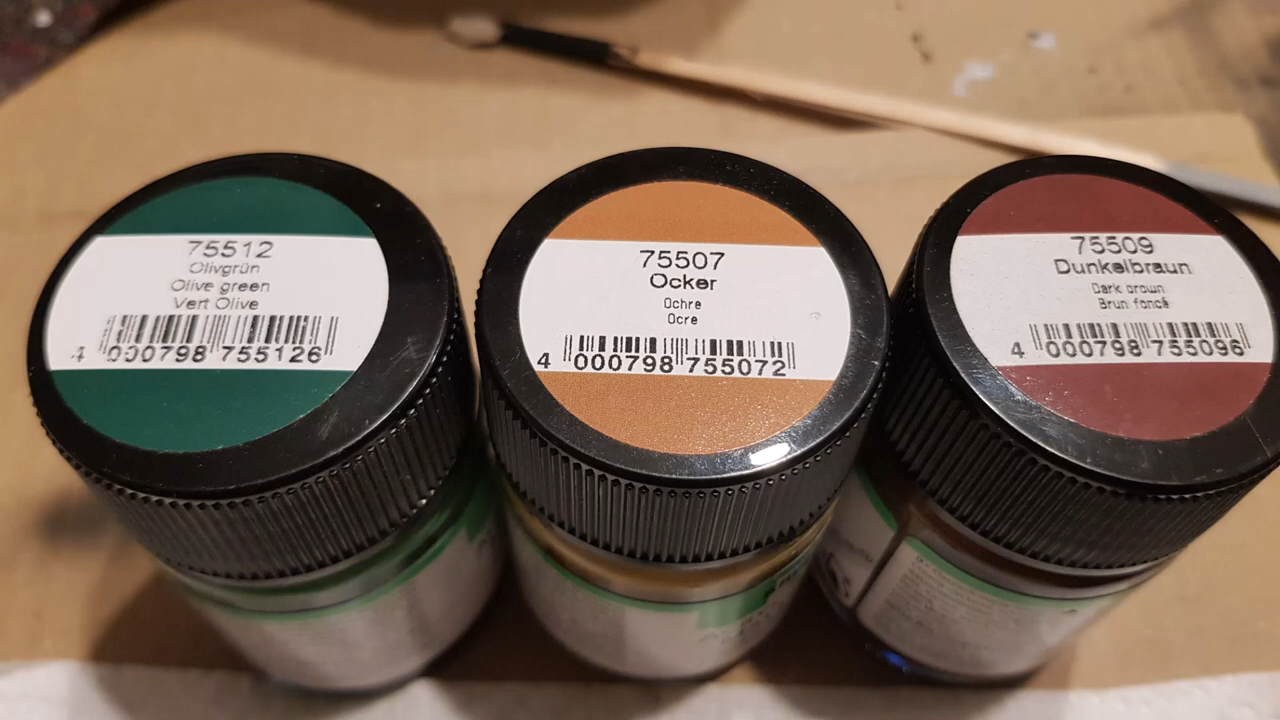 75512
Olivgrün
Olive green
Vert Olive
4 000798 755126
75507
Ocker
Ochre
Ocre
4 000798 755072
75509
Dunkelbraun
Dark brown
Brun foncé
4 000798 755096